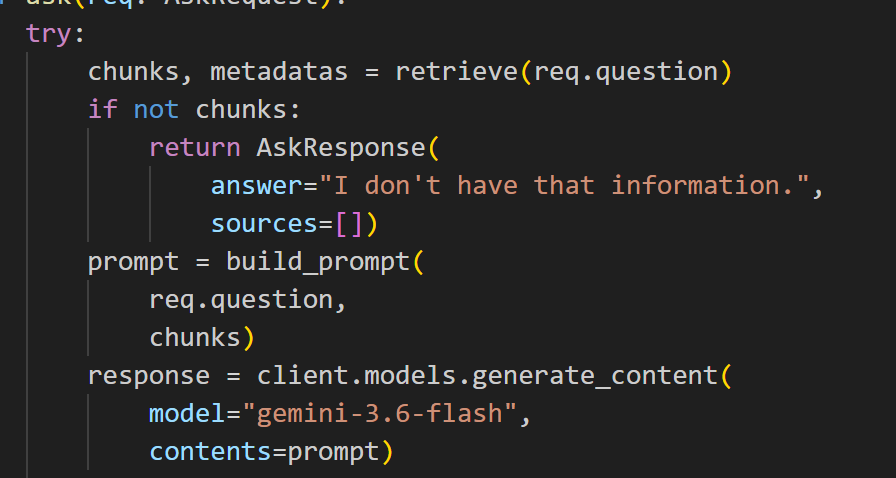 ask(req: AskRequest):
try:
chunks, metadatas = retrieve(req.question)
if not chunks:
return AskResponse(
answer="I don't have that information.",
sources=[])
prompt = build_prompt(
req.question,
chunks)
response = client.models.generate_content(
model="gemini-3.6-flash",
contents=prompt)